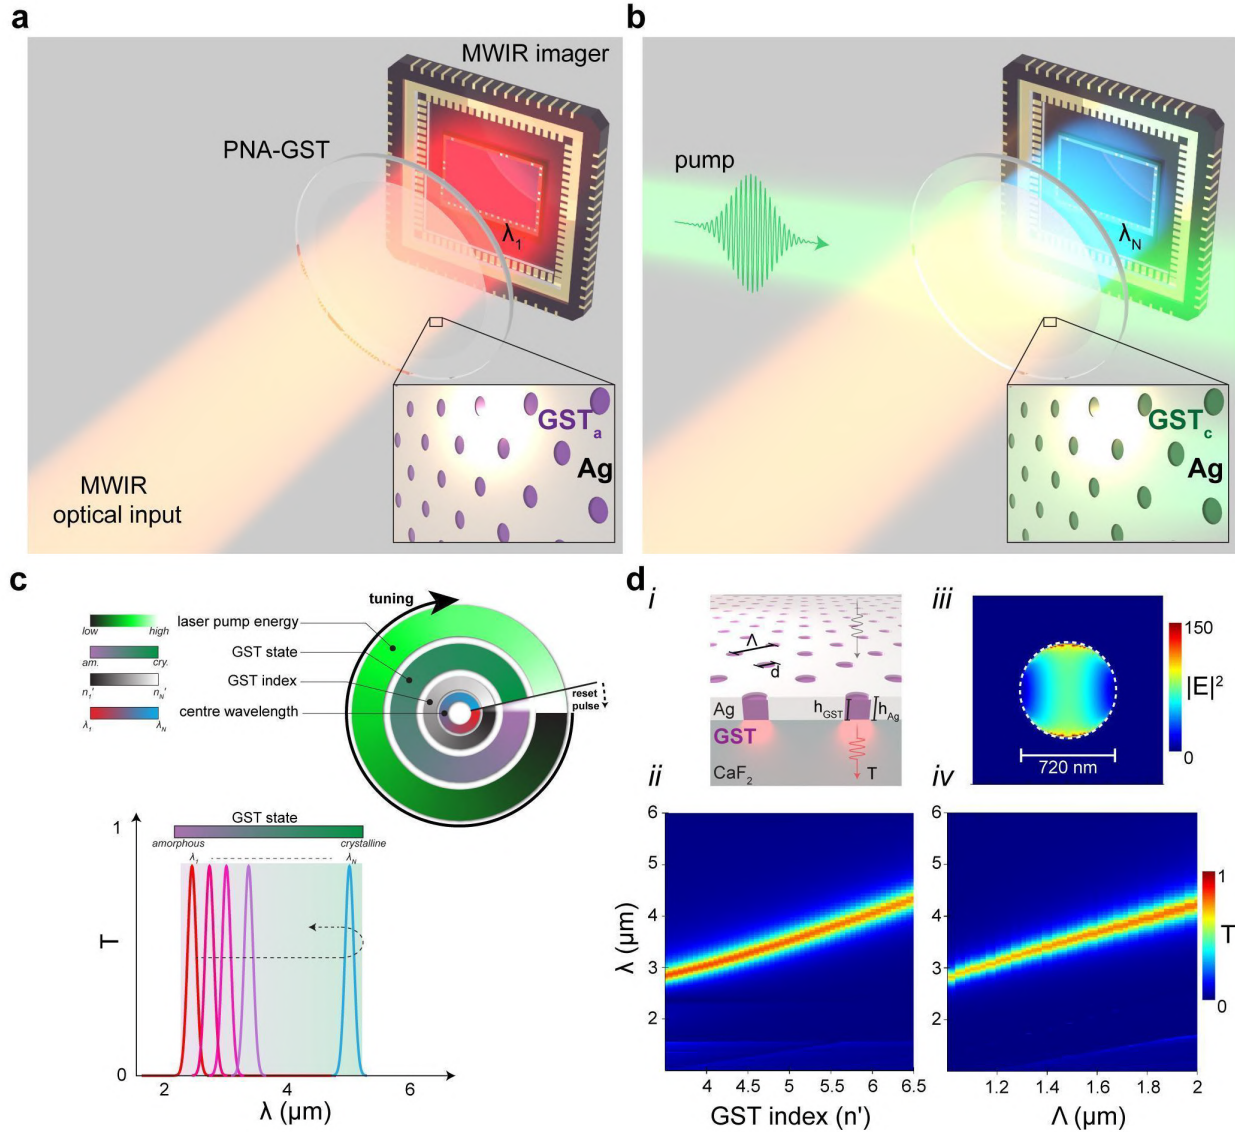 a
MWIR imager
PNA-GST
λ1
GSTa
Ag
MWIR
optical input
b
pump
λN
GSTc
Ag
c
tuning
low high
laser pump energy
am. cry.
GST state
n1' nN'
GST index
λ1 λN
centre wavelength
reset
pulse
GST state
amorphous crystalline
λ1 λN
1
T
0
2 4 6
λ (μm)
d
i
Λ
d
Ag
hGST
hAg
GST
CaF2
T
iii
720 nm
150
|E|2
0
ii
6
5
4
3
2
λ (μm)
4 4.5 5 5.5 6 6.5
GST index (n')
iv
6
5
4
3
2
1.2 1.4 1.6 1.8 2
Λ (μm)
1
T
0